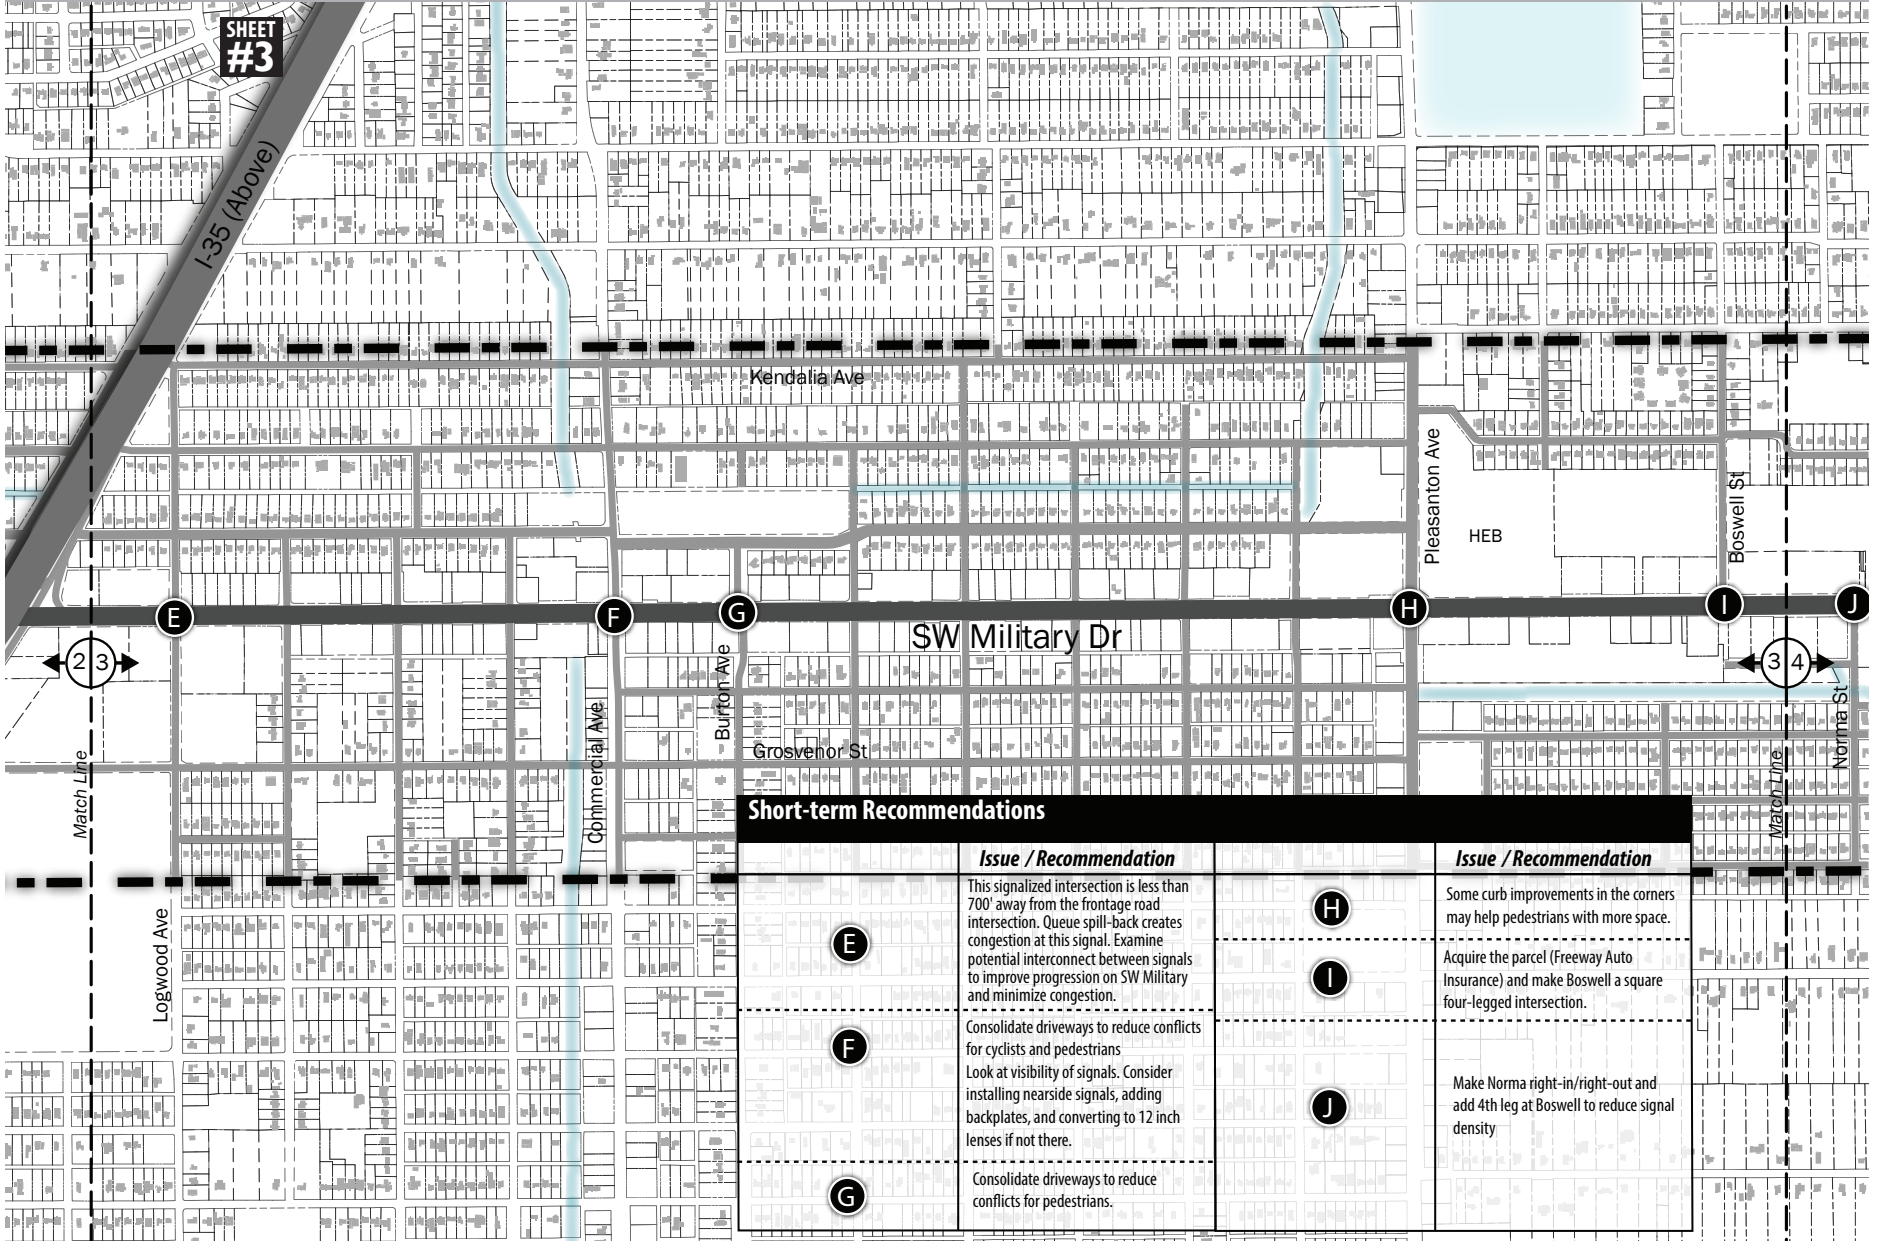 SHEET
#3
I-35 (Above)
Kendalia Ave
Pleasanton Ave
HEB
Boswell St
E
F
G
H
I
J
SW Military Dr
2 3
3 4
Burton Ave
Commercial Ave
Grosvenor St
Norma St
Match Line
Match Line
Logwood Ave
Short-term Recommendations
Issue / Recommendation
E
This signalized intersection is less than
700' away from the frontage road
intersection. Queue spill-back creates
congestion at this signal. Examine
potential interconnect between signals
to improve progression on SW Military
and minimize congestion.
F
Consolidate driveways to reduce conflicts
for cyclists and pedestrians
Look at visibility of signals. Consider
installing nearside signals, adding
backplates, and converting to 12 inch
lenses if not there.
G
Consolidate driveways to reduce
conflicts for pedestrians.
Issue / Recommendation
H
Some curb improvements in the corners
may help pedestrians with more space.
I
Acquire the parcel (Freeway Auto
Insurance) and make Boswell a square
four-legged intersection.
J
Make Norma right-in/right-out and
add 4th leg at Boswell to reduce signal
density